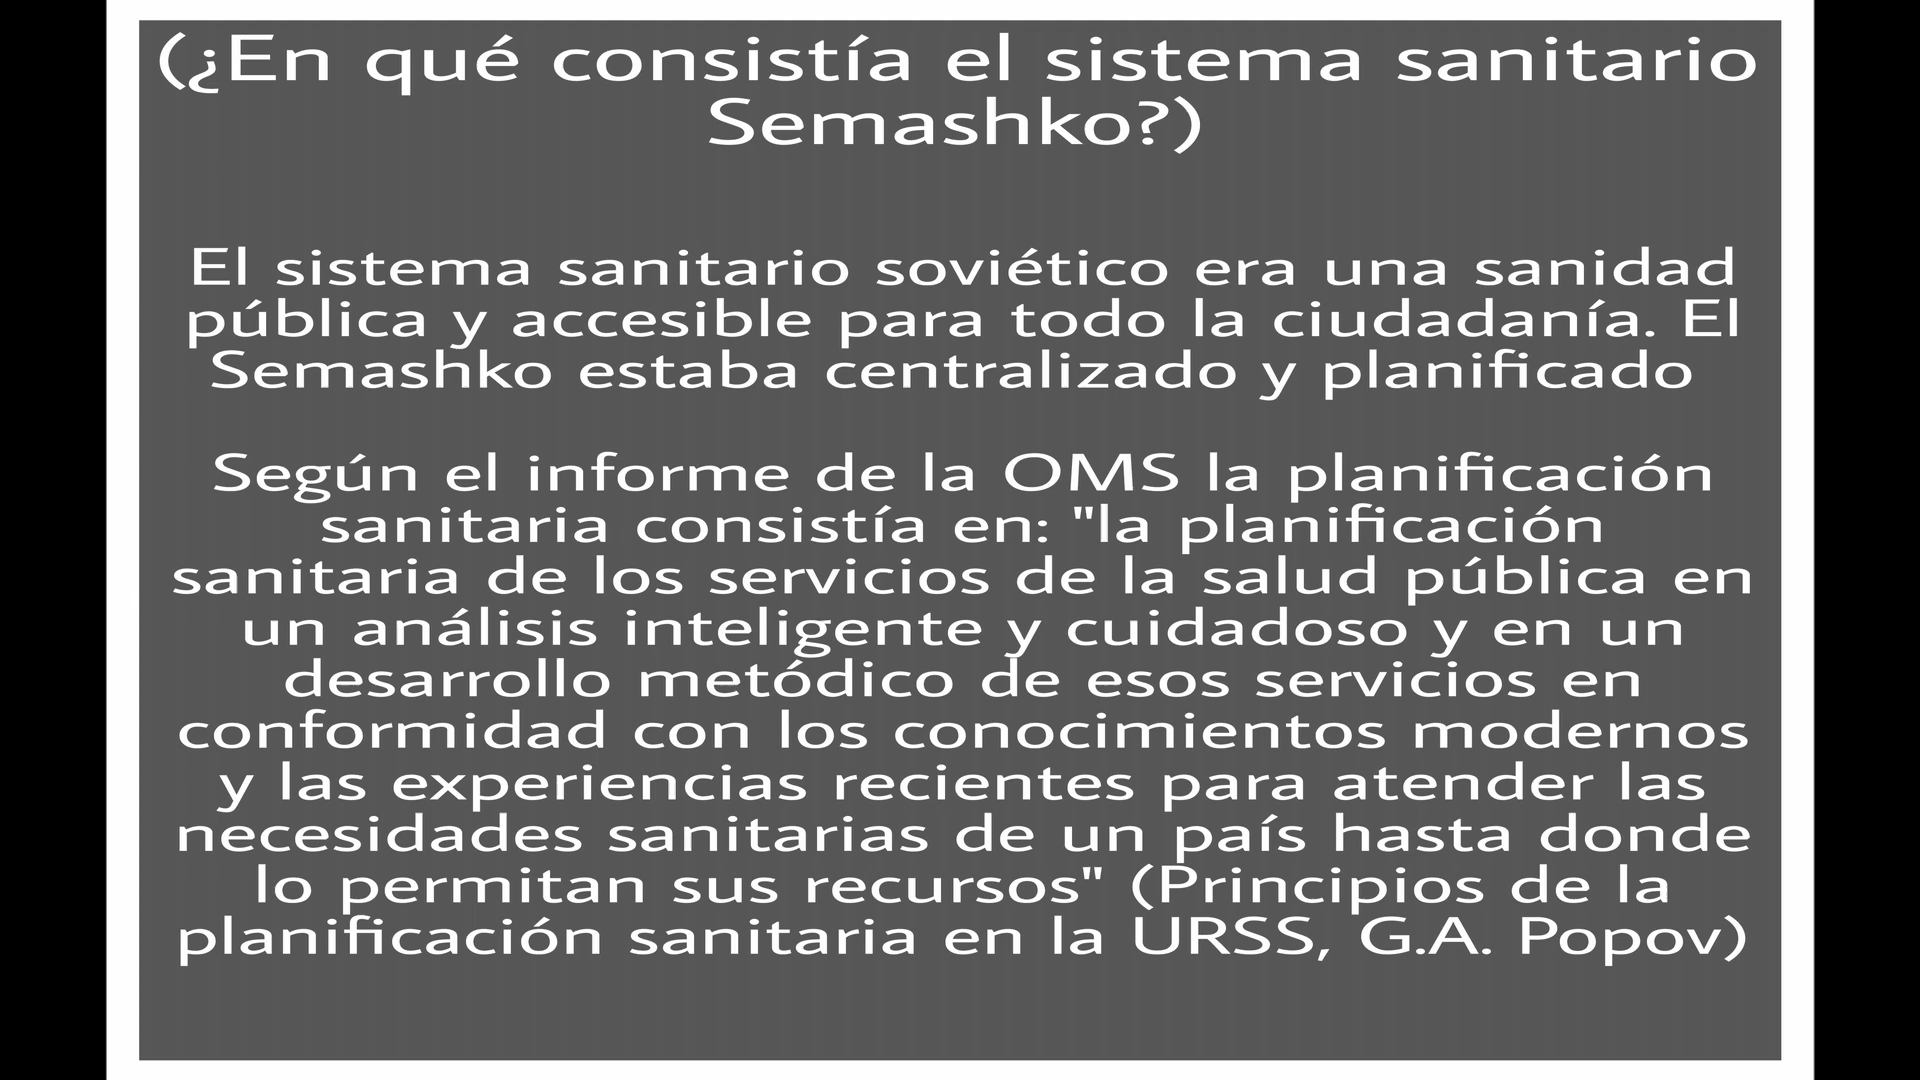 (¿En qué consistía el sistema sanitario
Semashko?)
El sistema sanitario soviético era una sanidad
pública y accesible para todo la ciudadanía. El
Semashko estaba centralizado y planificado
Según el informe de la OMS la planificación
sanitaria consistía en: "la planificación
sanitaria de los servicios de la salud pública en
un análisis inteligente y cuidadoso y en un
desarrollo metódico de esos servicios en
conformidad con los conocimientos modernos
y las experiencias recientes para atender las
necesidades sanitarias de un país hasta donde
lo permitan sus recursos" (Principios de la
planificación sanitaria en la URSS, G.A. Popov)